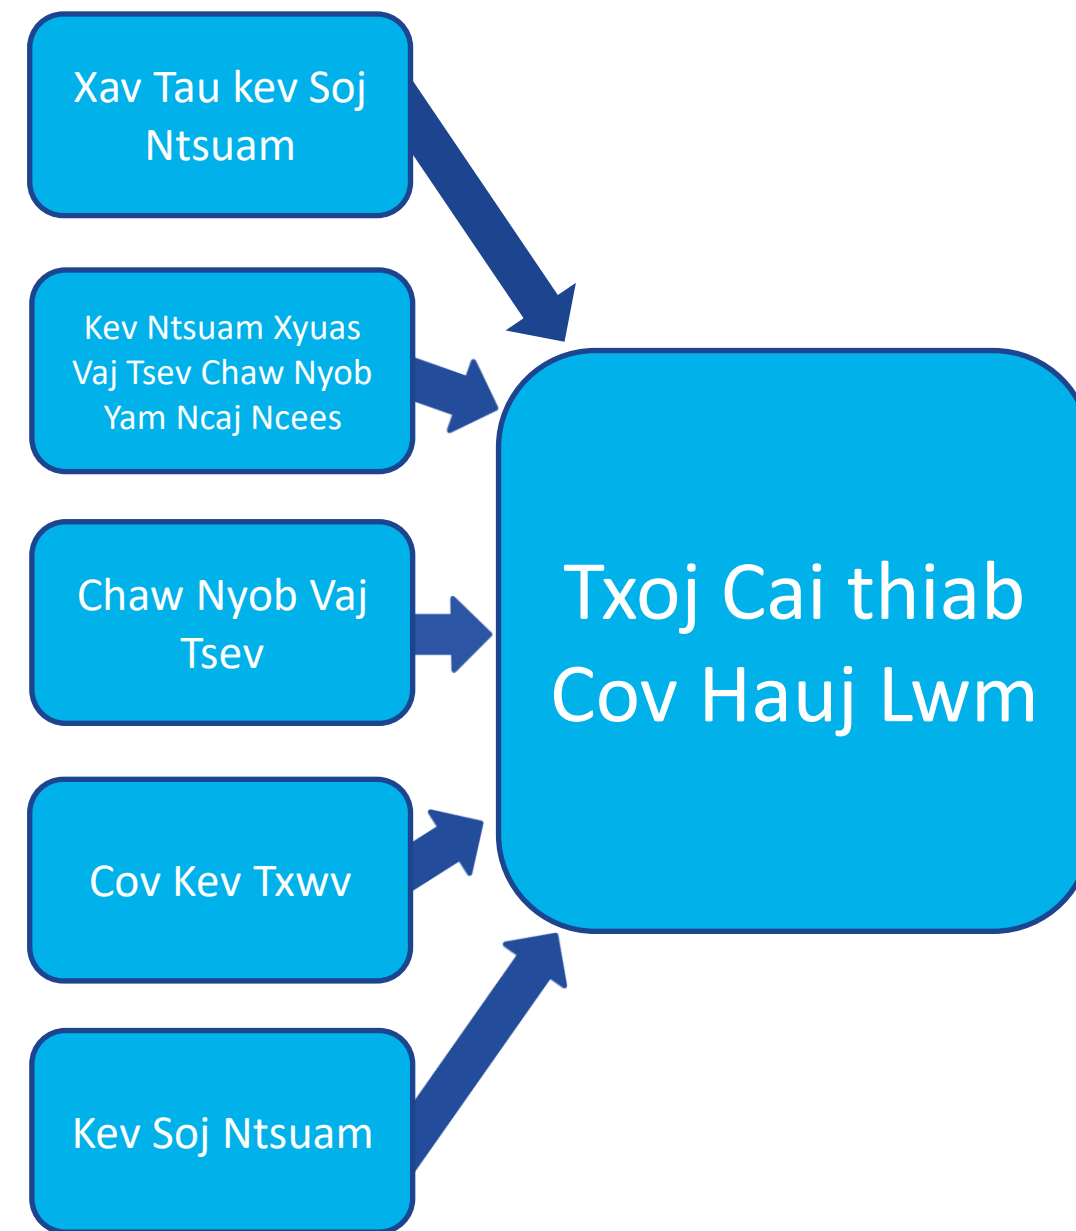 Xav Tau kev Soj
Ntsuam
Kev Ntsuam Xyuas
Vaj Tsev Chaw Nyob
Yam Ncaj Ncees
Chaw Nyob Vaj
Tsev
Cov Kev Txwv
Kev Soj Ntsuam
Txoj Cai thiab
Cov Hauj Lwm